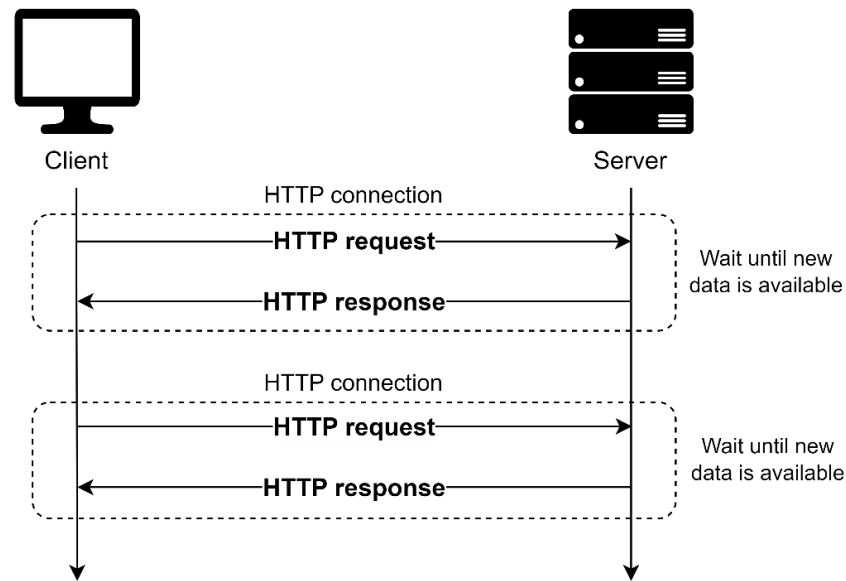 Client
Server
HTTP connection
HTTP request
Wait until new
data is available
HTTP response
HTTP connection
HTTP request
Wait until new
data is available
HTTP response